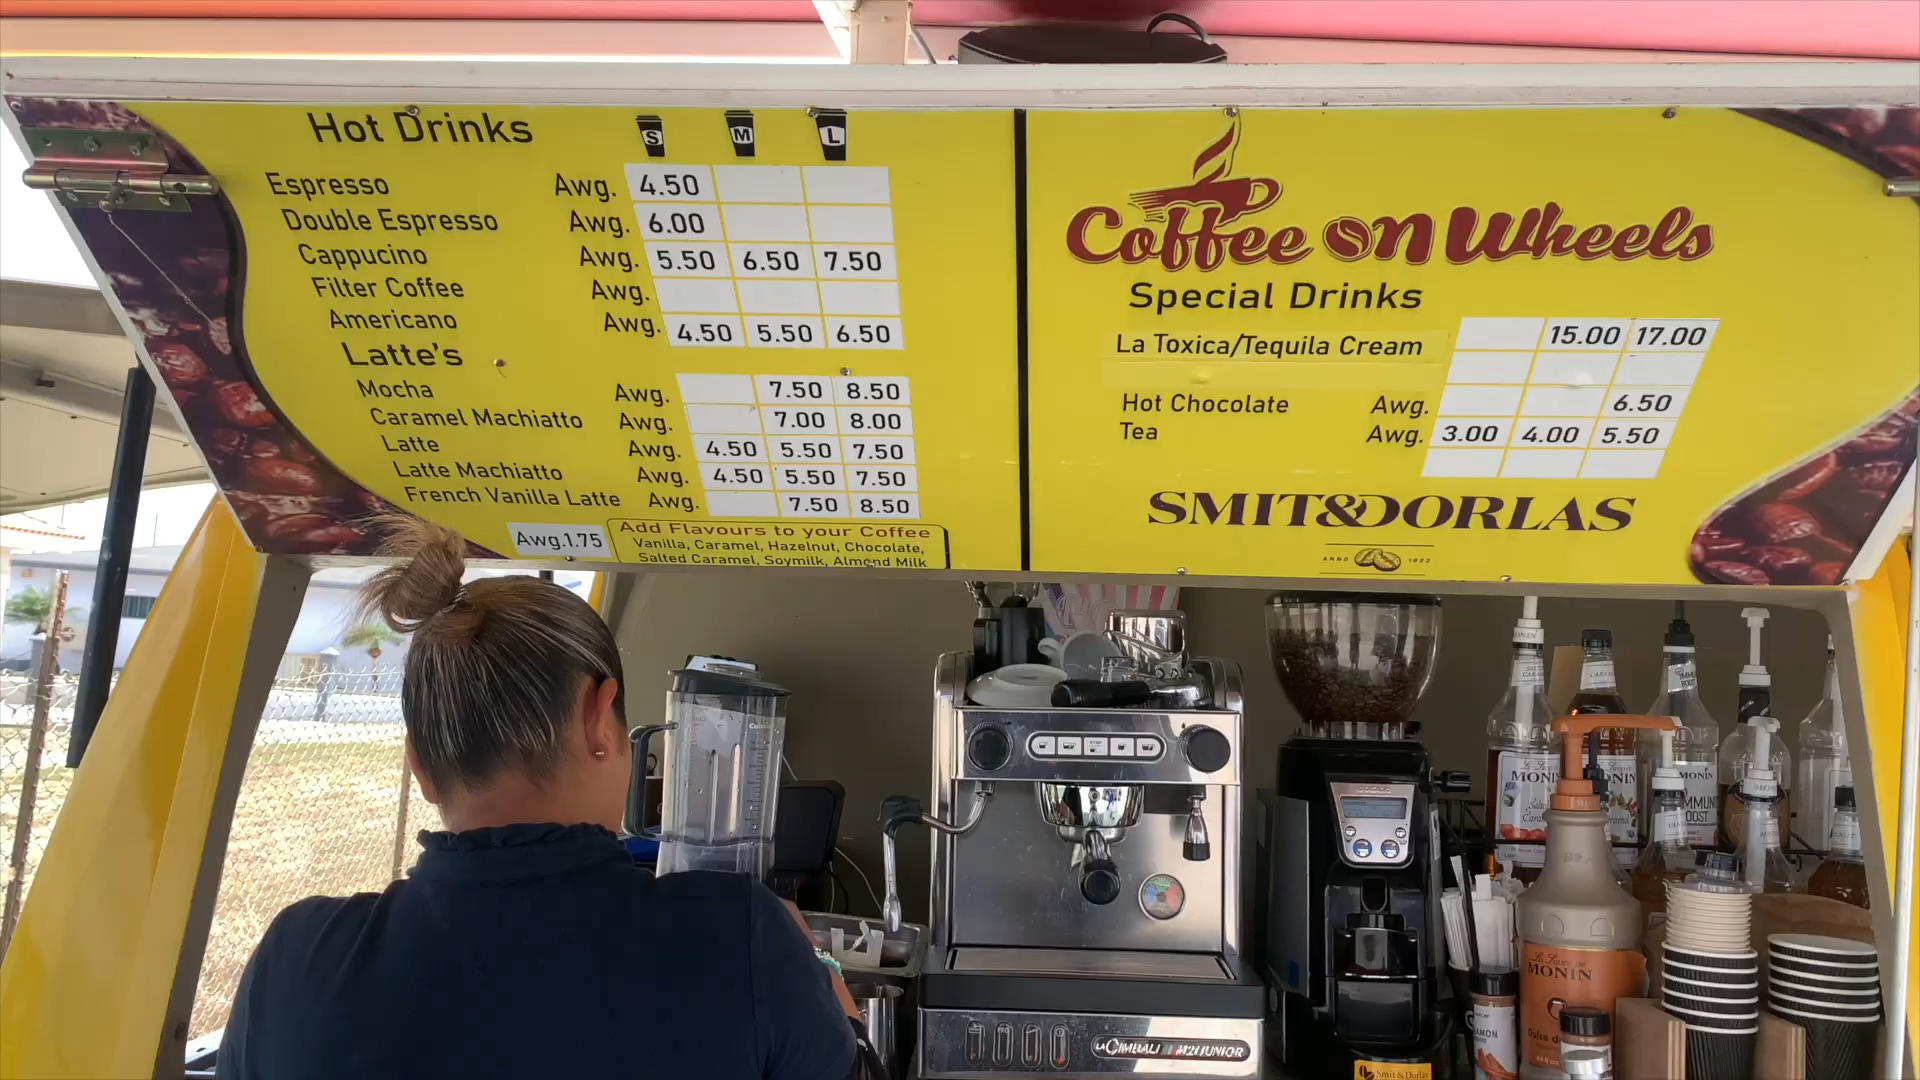 Hot Drinks S M L
Espresso Awg. 4.50
Double Espresso Awg. 6.00
Cappucino Awg. 5.50 6.50 7.50
Filter Coffee Awg.
Americano Awg. 4.50 5.50 6.50
Latte's
Mocha Awg. 7.50 8.50
Caramel Machiatto Awg. 7.00 8.00
Latte Awg. 4.50 5.50 7.50
Latte Machiatto Awg. 4.50 5.50 7.50
French Vanilla Latte Awg. 7.50 8.50
Awg.1.75
Add Flavours to your Coffee
Vanilla, Caramel, Hazelnut, Chocolate,
Salted Caramel, Soymilk, Almond Milk
Coffee on Wheels
Special Drinks
La Toxica/Tequila Cream 15.00 17.00
Hot Chocolate Awg. 6.50
Tea Awg. 3.00 4.00 5.50
SMIT&DORLAS
ANNO 1822
LA CIMBALI M21 JUNIOR
MONIN
MONIN
MONIN
Smit & Dorlas